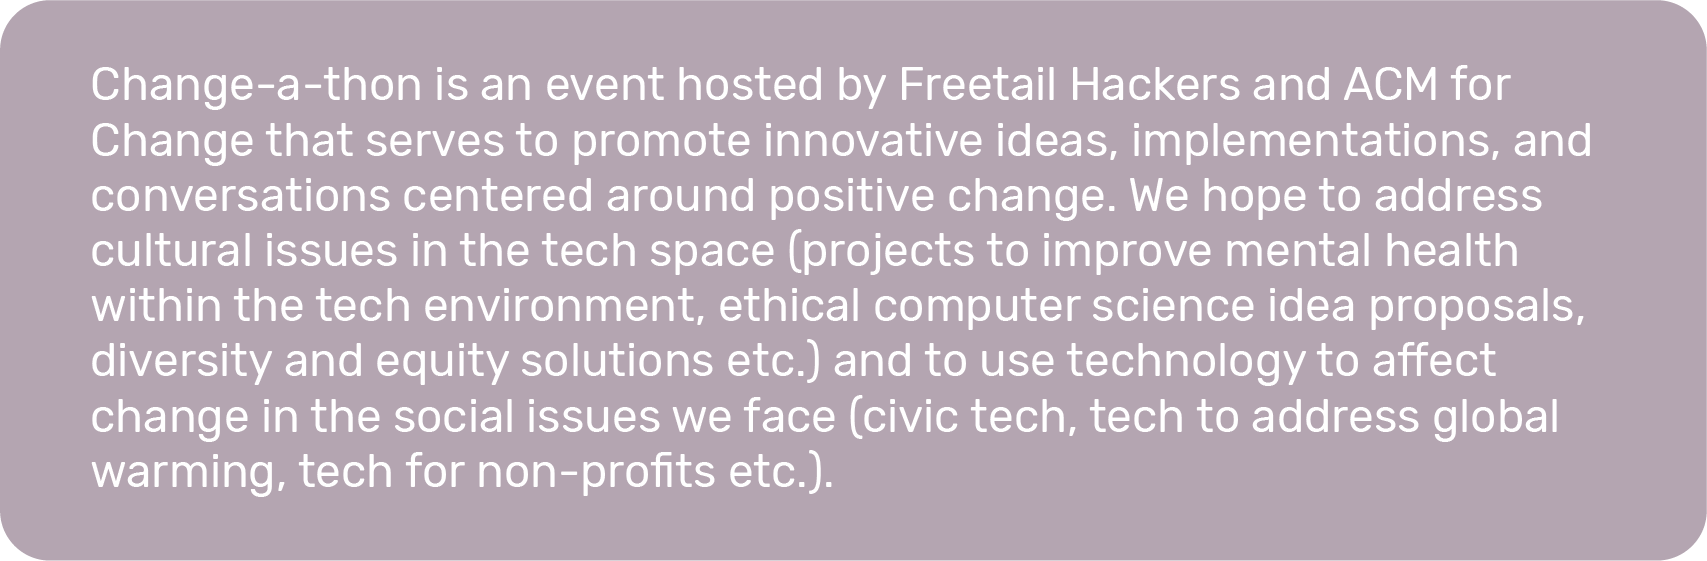 Change-a-thon is an event hosted by Freetail Hackers and ACM for
Change that serves to promote innovative ideas, implementations, and
conversations centered around positive change. We hope to address
cultural issues in the tech space (projects to improve mental health
within the tech environment, ethical computer science idea proposals,
diversity and equity solutions etc.) and to use technology to affect
change in the social issues we face (civic tech, tech to address global
warming, tech for non-profits etc.).